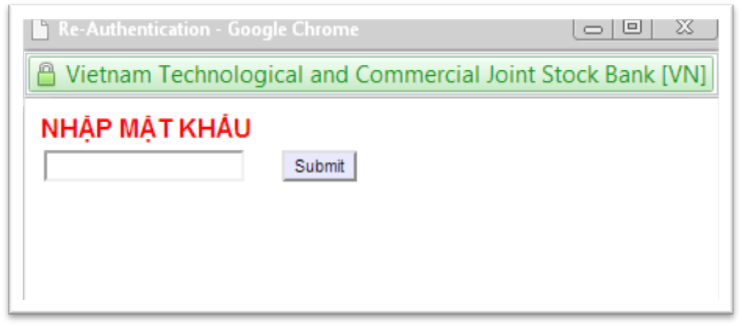 Re-Authentication - Google Chrome
Vietnam Technological and Commercial Joint Stock Bank [VN]
NHẬP MẬT KHẨU
Submit